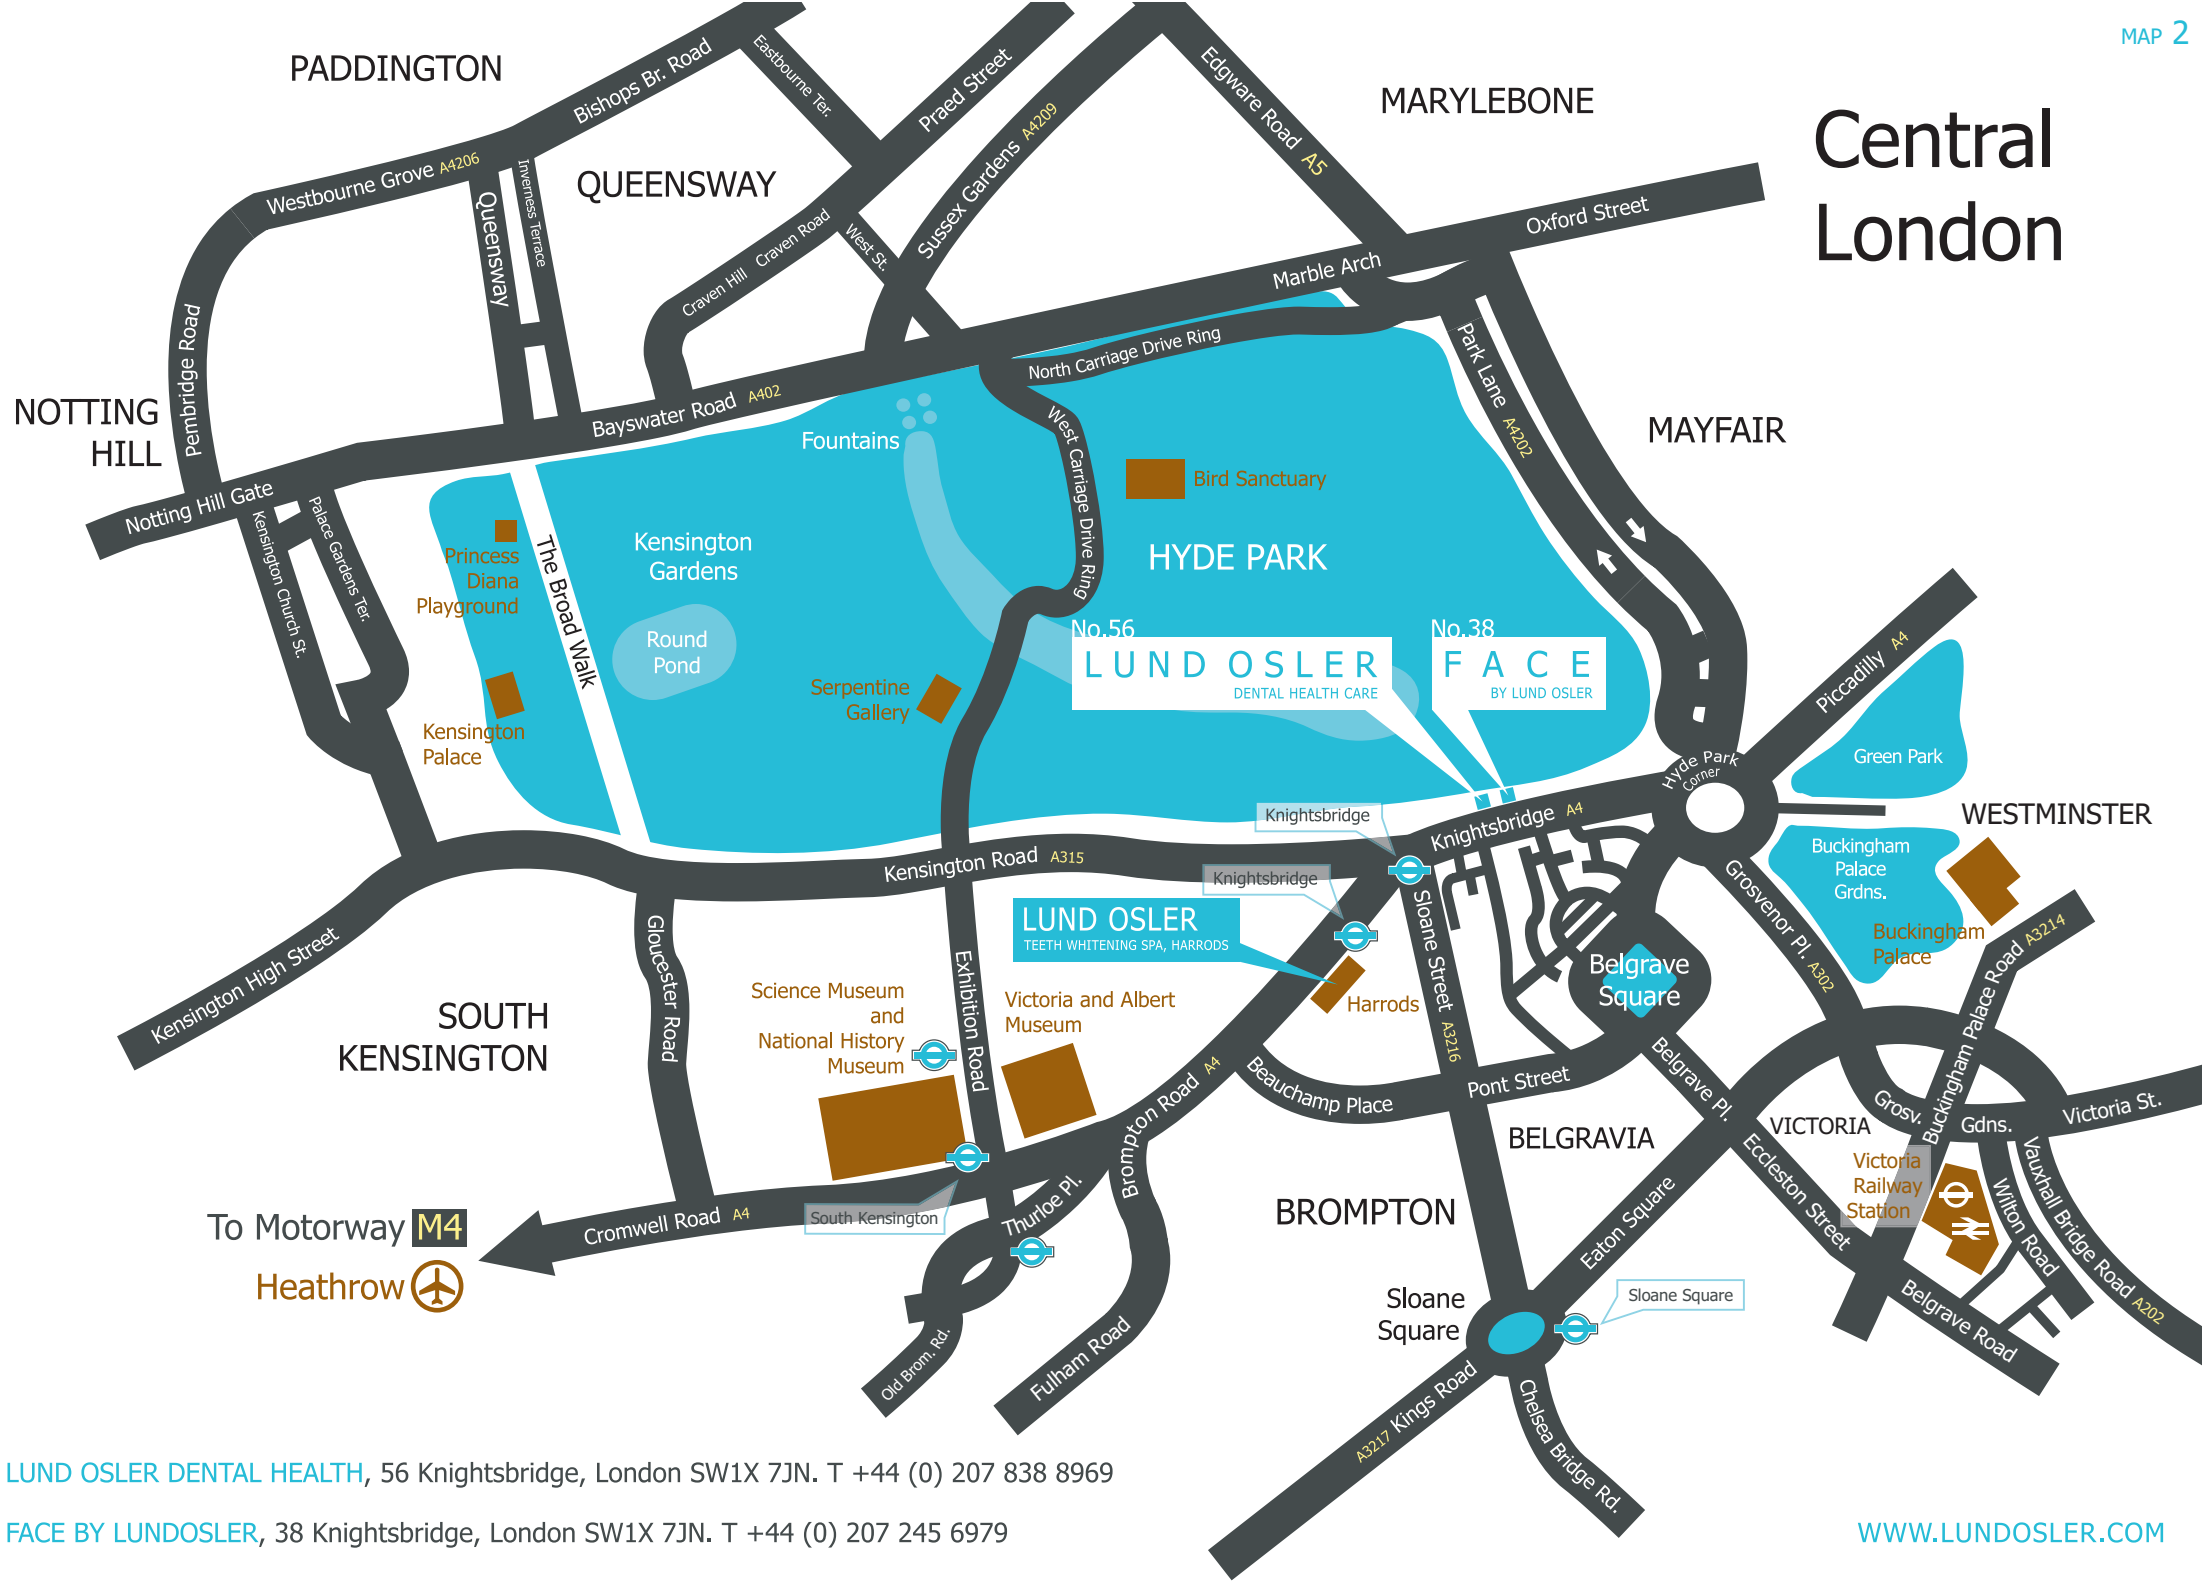 MAP 2
Central
London
PADDINGTON
Bishops Br. Road
Eastbourne Ter.
Praed Street
Edgware Road A5
MARYLEBONE
Westbourne Grove A4206
Inverness Terrace
Queensway
QUEENSWAY
Craven Hill Craven Road
West St.
Sussex Gardens A4209
Marble Arch
Oxford Street
Pembridge Road
NOTTING
HILL
Notting Hill Gate
Bayswater Road A402
North Carriage Drive Ring
Park Lane A4202
MAYFAIR
Fountains
West Carriage Drive Ring
Bird Sanctuary
Kensington Church St.
Palace Gardens Ter.
Princess
Diana
Playground
The Broad Walk
Kensington
Gardens
HYDE PARK
Round
Pond
No.56
LUND OSLER
DENTAL HEALTH CARE
No.38
FACE
BY LUND OSLER
Serpentine
Gallery
Kensington
Palace
Piccadilly A4
Green Park
Hyde Park
Corner
WESTMINSTER
Knightsbridge
Knightsbridge A4
Buckingham
Palace
Grdns.
Kensington Road A315
Knightsbridge
Grosvenor Pl. A302
Buckingham
Palace
Buckingham Palace Road A3214
LUND OSLER
TEETH WHITENING SPA, HARRODS
Sloane Street A3216
Belgrave
Square
Kensington High Street
Gloucester Road
Exhibition Road
SOUTH
KENSINGTON
Science Museum
and
National History
Museum
Victoria and Albert
Museum
Harrods
Brompton Road A4
Beauchamp Place
Pont Street
Belgrave Pl.
Grosv.
Gdns.
Victoria St.
BELGRAVIA
VICTORIA
Victoria
Railway
Station
Eccleston Street
Wilton Road
Vauxhall Bridge Road A202
Belgrave Road
BROMPTON
Eaton Square
To Motorway M4
Heathrow
Cromwell Road A4
South Kensington
Thurloe Pl.
Old Brom. Rd.
Fulham Road
Sloane
Square
Sloane Square
A3217 Kings Road
Chelsea Bridge Rd.
LUND OSLER DENTAL HEALTH, 56 Knightsbridge, London SW1X 7JN. T +44 (0) 207 838 8969
FACE BY LUNDOSLER, 38 Knightsbridge, London SW1X 7JN. T +44 (0) 207 245 6979
WWW.LUNDOSLER.COM